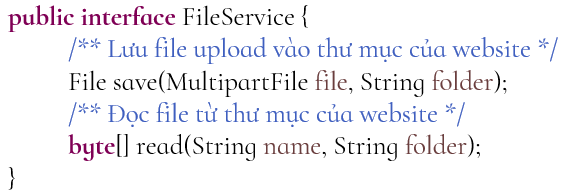 public interface FileService {
/** Lưu file upload vào thư mục của website */
File save(MultipartFile file, String folder);
/** Đọc file từ thư mục của website */
byte[] read(String name, String folder);
}